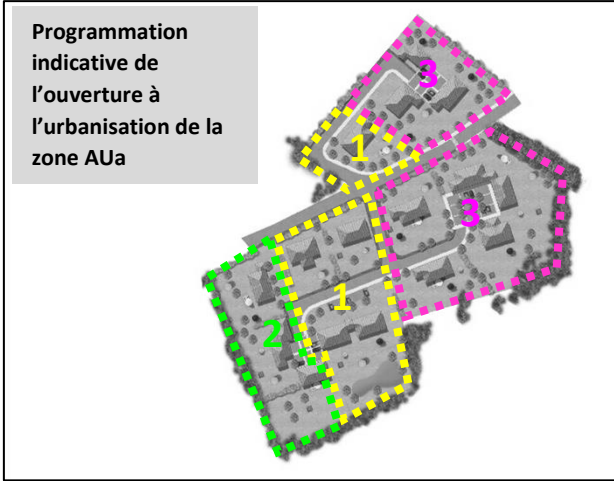 Programmation
indicative de
l'ouverture à
l'urbanisation de la
zone AUa
3
1
3
1
2